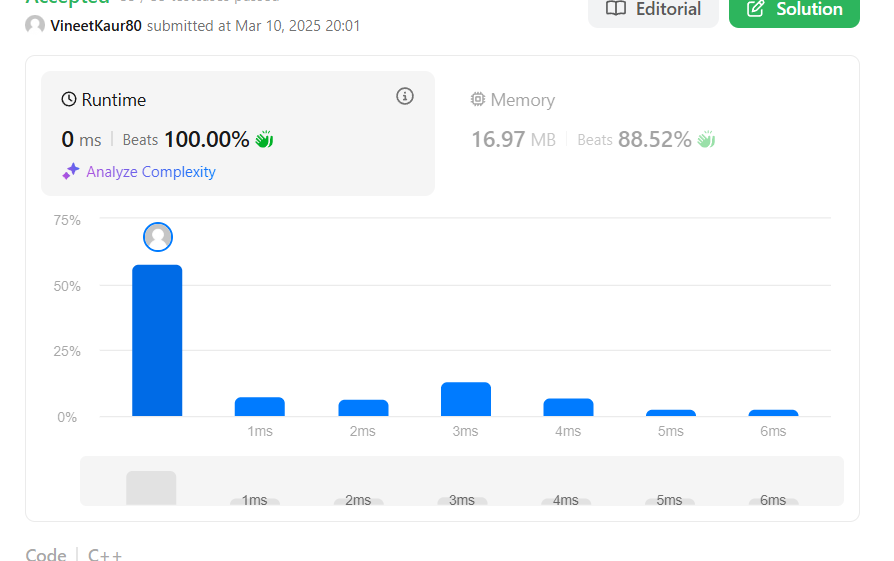 Accepted
VineetKaur80 submitted at Mar 10, 2025 20:01
Editorial
Solution
Runtime
0 ms | Beats 100.00%
Analyze Complexity
Memory
16.97 MB | Beats 88.52%
75%
50%
25%
0%
1ms 2ms 3ms 4ms 5ms 6ms
1ms 2ms 3ms 4ms 5ms 6ms
Code | C++